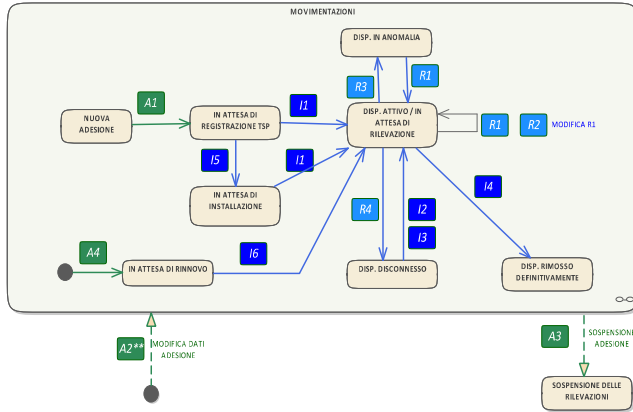 MOVIMENTAZIONI
DISP. IN ANOMALIA
R3
R1
NUOVA
ADESIONE
A1
IN ATTESA DI
REGISTRAZIONE TSP
I1
DISP. ATTIVO / IN
ATTESA DI
RILEVAZIONE
R1
R2
MODIFICA R1
I5
I1
IN ATTESA DI
INSTALLAZIONE
R4
I2
I3
I4
A4
IN ATTESA DI RINNOVO
I6
DISP. DISCONNESSO
DISP. RIMOSSO
DEFINITIVAMENTE
A2**
MODIFICA DATI
ADESIONE
A3
SOSPENSIONE
ADESIONE
SOSPENSIONE DELLE
RILEVAZIONI